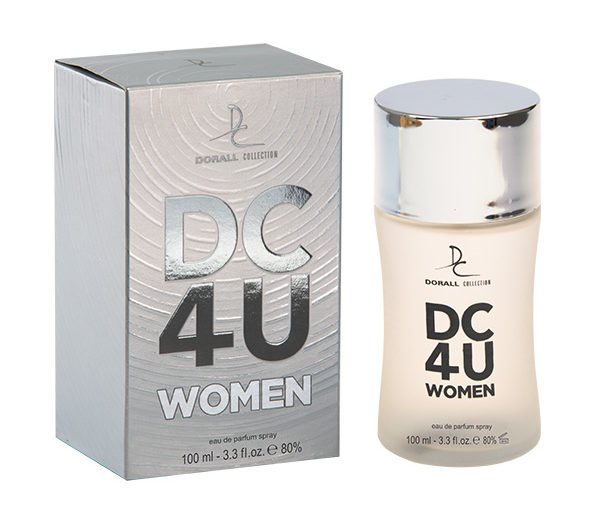 DC
DORALL COLLECTION
DC
4U
WOMEN
eau de parfum spray
100 ml - 3.3 fl.oz. ℮ 80%
DC
DORALL COLLECTION
DC
4U
WOMEN
eau de parfum spray
100 ml - 3.3 fl.oz. ℮ 80%